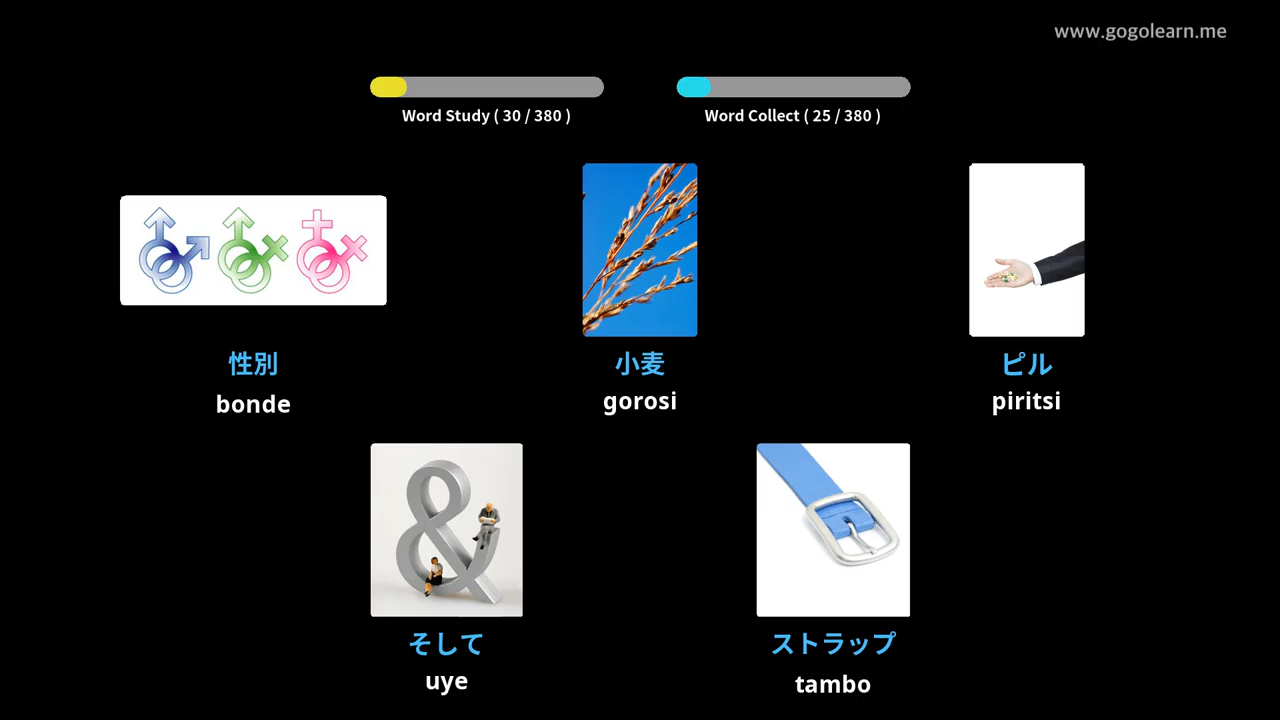 www.gogolearn.me
Word Study ( 30 / 380 )
Word Collect ( 25 / 380 )
性別
bonde
小麦
gorosi
ピル
piritsi
そして
uye
ストラップ
tambo